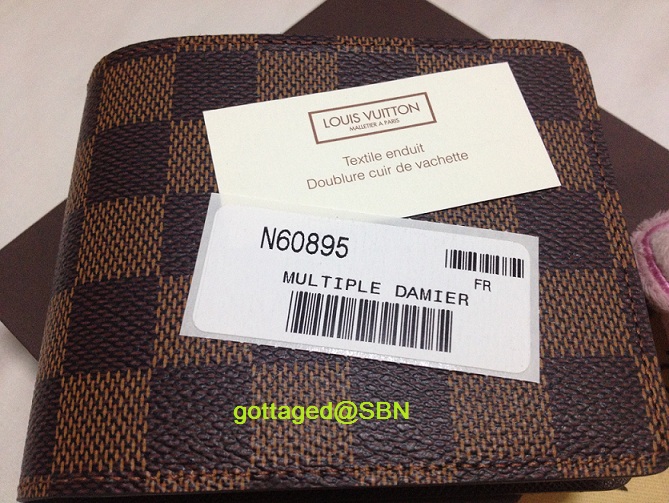 LOUIS VUITTON
MALLETIER À PARIS
Textile enduit
Doublure cuir de vachette
N60895
FR
MULTIPLE DAMIER
gottaged@SBN